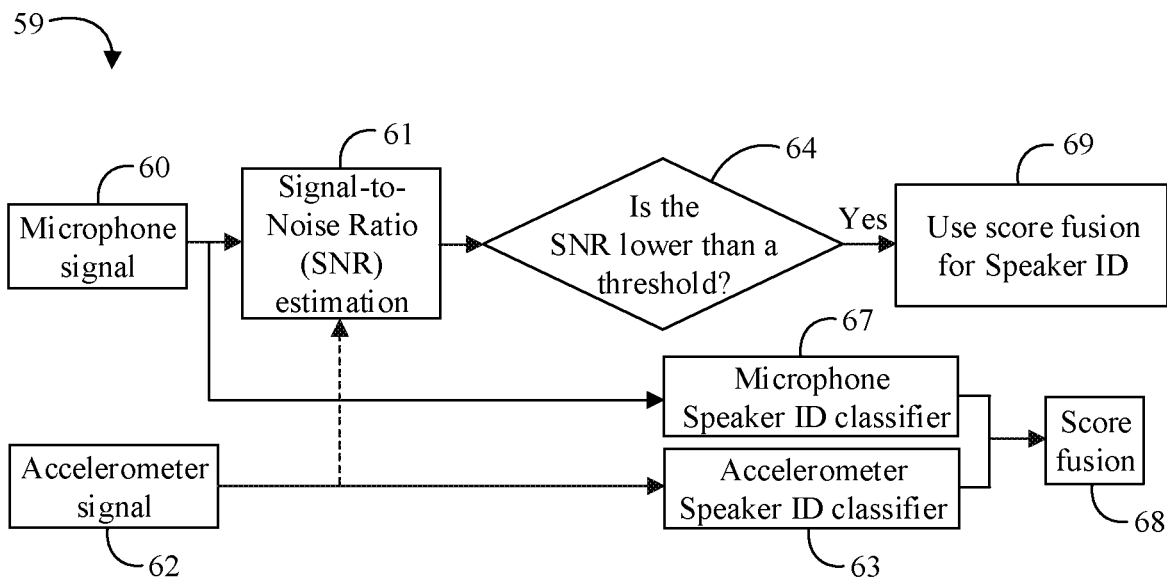 59
60
61
64
69
Microphone
signal
Signal-to-
Noise Ratio
(SNR)
estimation
Is the
SNR lower than a
threshold?
Yes
Use score fusion
for Speaker ID
67
Microphone
Speaker ID classifier
Accelerometer
signal
62
Accelerometer
Speaker ID classifier
63
Score
fusion
68